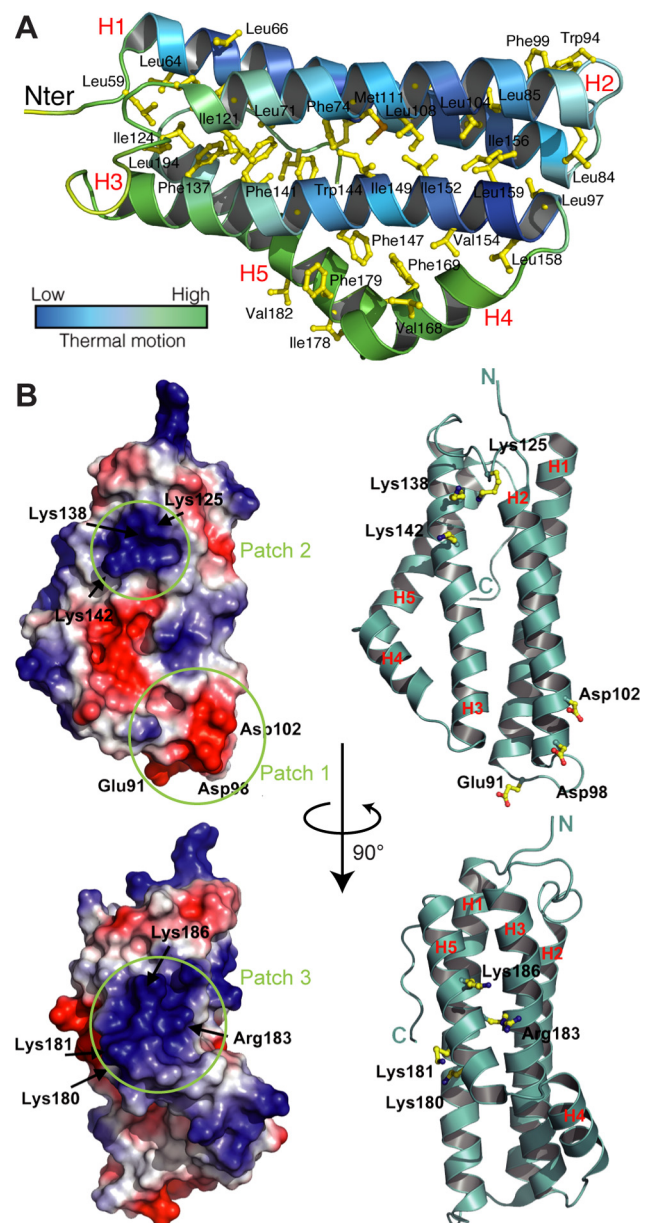 A
H1
Leu66
Phe99
Trp94
Leu64
H2
Leu59
Nter
Ile121
Leu71
Phe74
Met111
Leu108
Leu104
Leu85
Ile124
Ile156
Leu194
H3
Phe137
Phe141
Trp144
Ile149
Ile152
Leu159
Leu84
Leu97
Phe147
Val154
Leu158
H5
Phe179
Phe169
Low
High
Val182
H4
Thermal motion
Ile178
Val168
B
N
Lys125
Lys125
H1
Lys138
Lys138
H2
Patch 2
Lys142
Lys142
C
H5
H4
H3
Asp102
Asp102
Patch 1
Glu91
Asp98
Glu91
Asp98
90°
N
H1
H3
Lys186
H5
H2
Patch 3
Lys186
Arg183
Arg183
C
Lys181
Lys181
Lys180
Lys180
H4